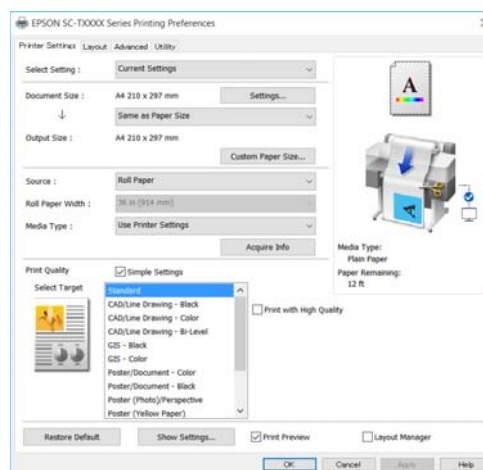 EPSON SC-TXXXX Series Printing Preferences
Printer Settings Layout Advanced Utility
Select Setting : Current Settings
Document Size : A4 210 x 297 mm Settings...
Same as Paper Size
Output Size : A4 210 x 297 mm
Custom Paper Size...
Source : Roll Paper
Roll Paper Width : 36 in (914 mm)
Media Type : Use Printer Settings
Acquire Info
Print Quality Simple Settings
Select Target
Standard
CAD/Line Drawing - Black
CAD/Line Drawing - Color
CAD/Line Drawing - Bi-Level
GIS - Black
GIS - Color
Poster/Document - Color
Poster/Document - Black
Poster (Photo)/Perspective
Poster (Yellow Paper)
Print with High Quality
A
A
Media Type:
Plain Paper
Paper Remaining:
12 ft
Restore Default Show Settings... Print Preview Layout Manager
OK Cancel Apply Help